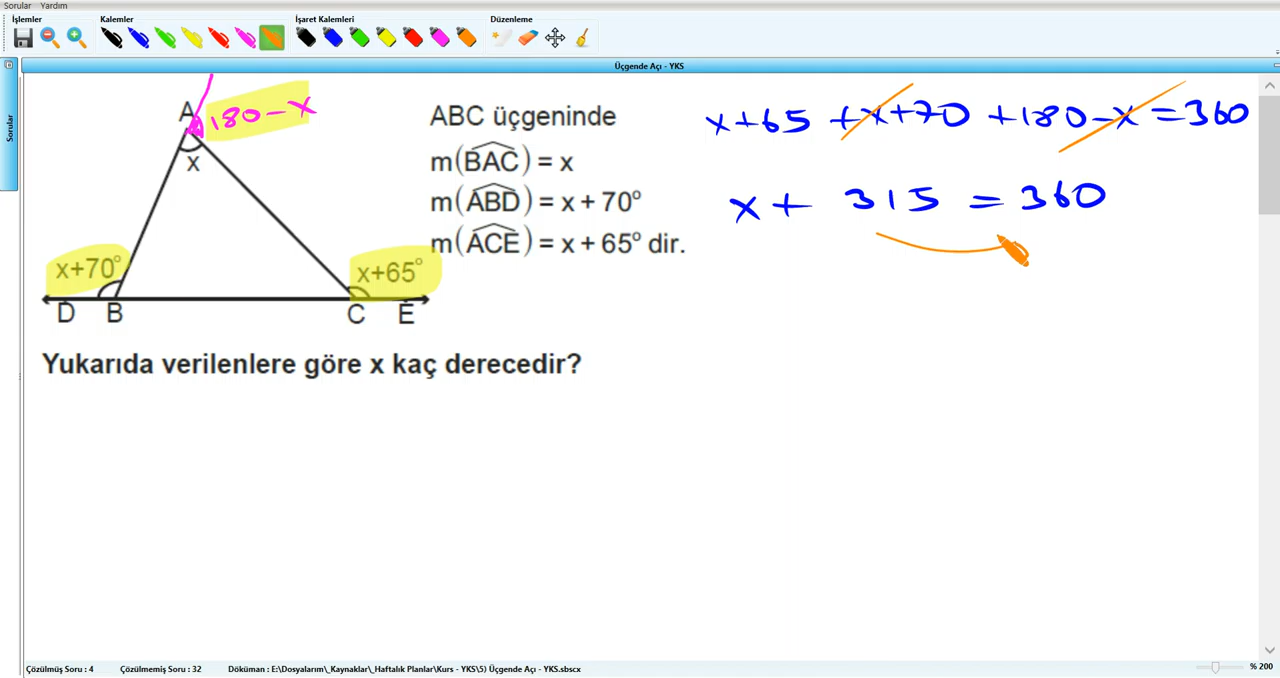 Sorular Yardım
İşlemler Kalemler İşaret Kalemleri Düzenleme
Üçgende Açı - YKS
Sorular
A 180-x
x
x+70° x+65°
D B C E
ABC üçgeninde
m(BAC) = x
m(ABD) = x + 70°
m(ACE) = x + 65° dir.
Yukarıda verilenlere göre x kaç derecedir?
x+65 +x+70 +180-x =360
x+ 315 = 360
Çözülmüş Soru : 4 Çözülmemiş Soru : 32 Döküman : E:\Dosyalarım\_Kaynaklar\_Haftalık Planlar\Kurs - YKS\5) Üçgende Açı - YKS.sbscx % 200